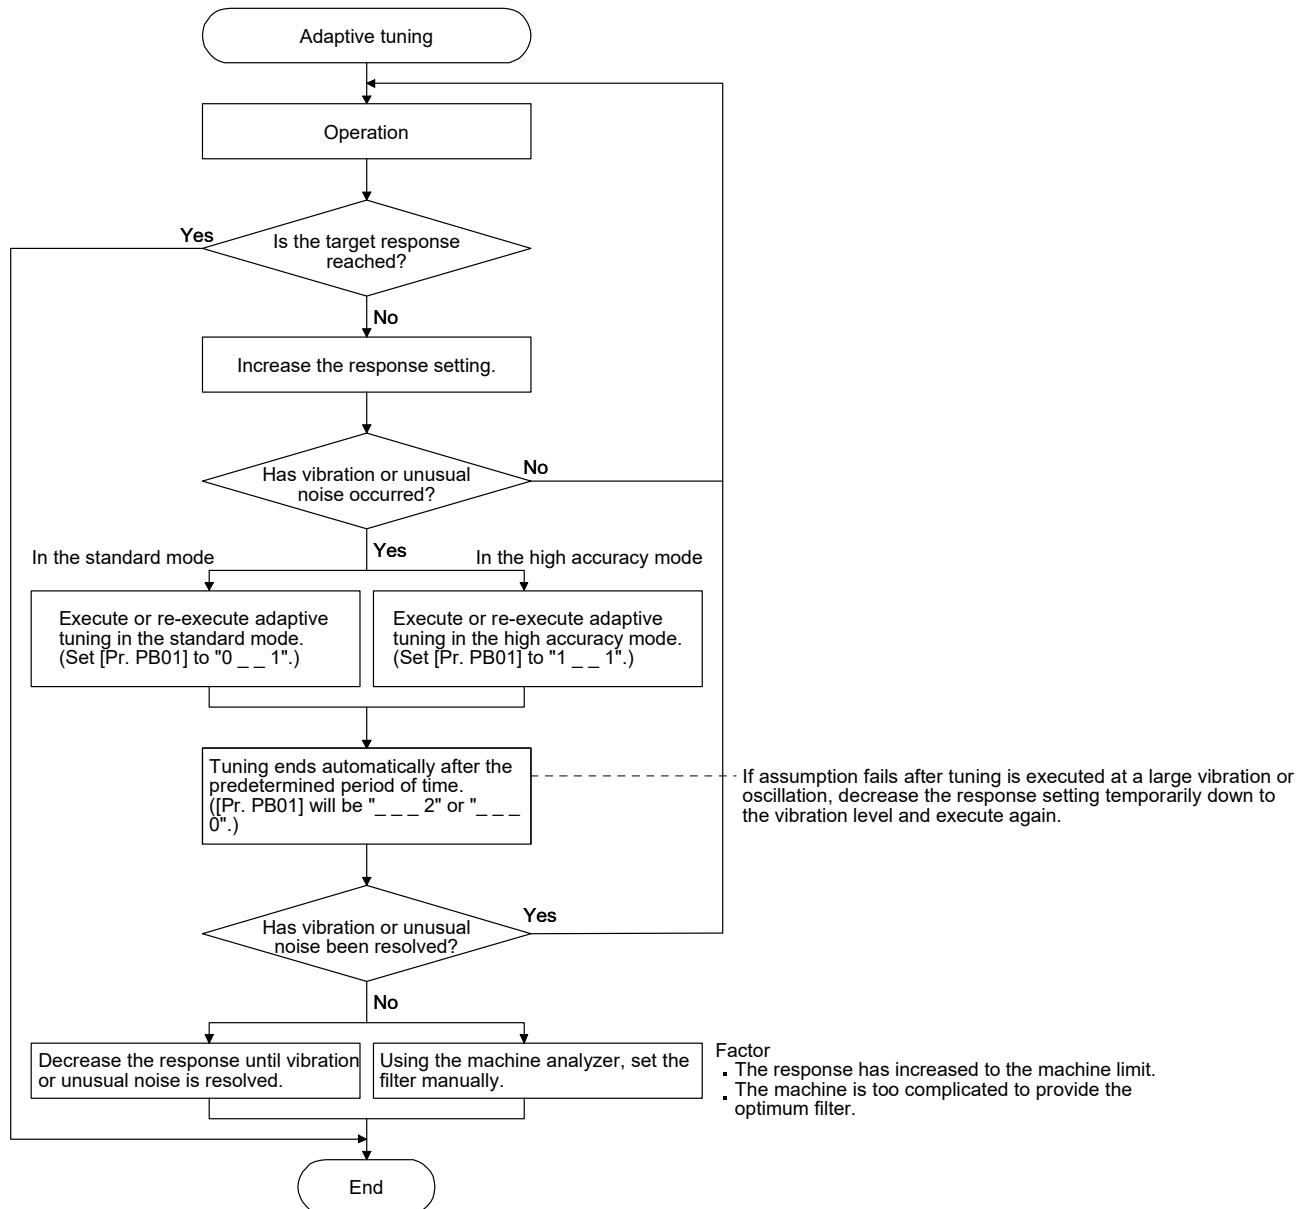 Adaptive tuning
Operation
Yes
Is the target response
reached?
No
Increase the response setting.
Has vibration or unusual
noise occurred?
No
Yes
In the standard mode
In the high accuracy mode
Execute or re-execute adaptive
tuning in the standard mode.
(Set [Pr. PB01] to "0 _ _ 1".)
Execute or re-execute adaptive
tuning in the high accuracy mode.
(Set [Pr. PB01] to "1 _ _ 1".)
Tuning ends automatically after the
predetermined period of time.
([Pr. PB01] will be "_ _ _ 2" or "_ _ _
0".)
If assumption fails after tuning is executed at a large vibration or
oscillation, decrease the response setting temporarily down to
the vibration level and execute again.
Has vibration or unusual
noise been resolved?
Yes
No
Decrease the response until vibration
or unusual noise is resolved.
Using the machine analyzer, set the
filter manually.
Factor
. The response has increased to the machine limit.
. The machine is too complicated to provide the
optimum filter.
End